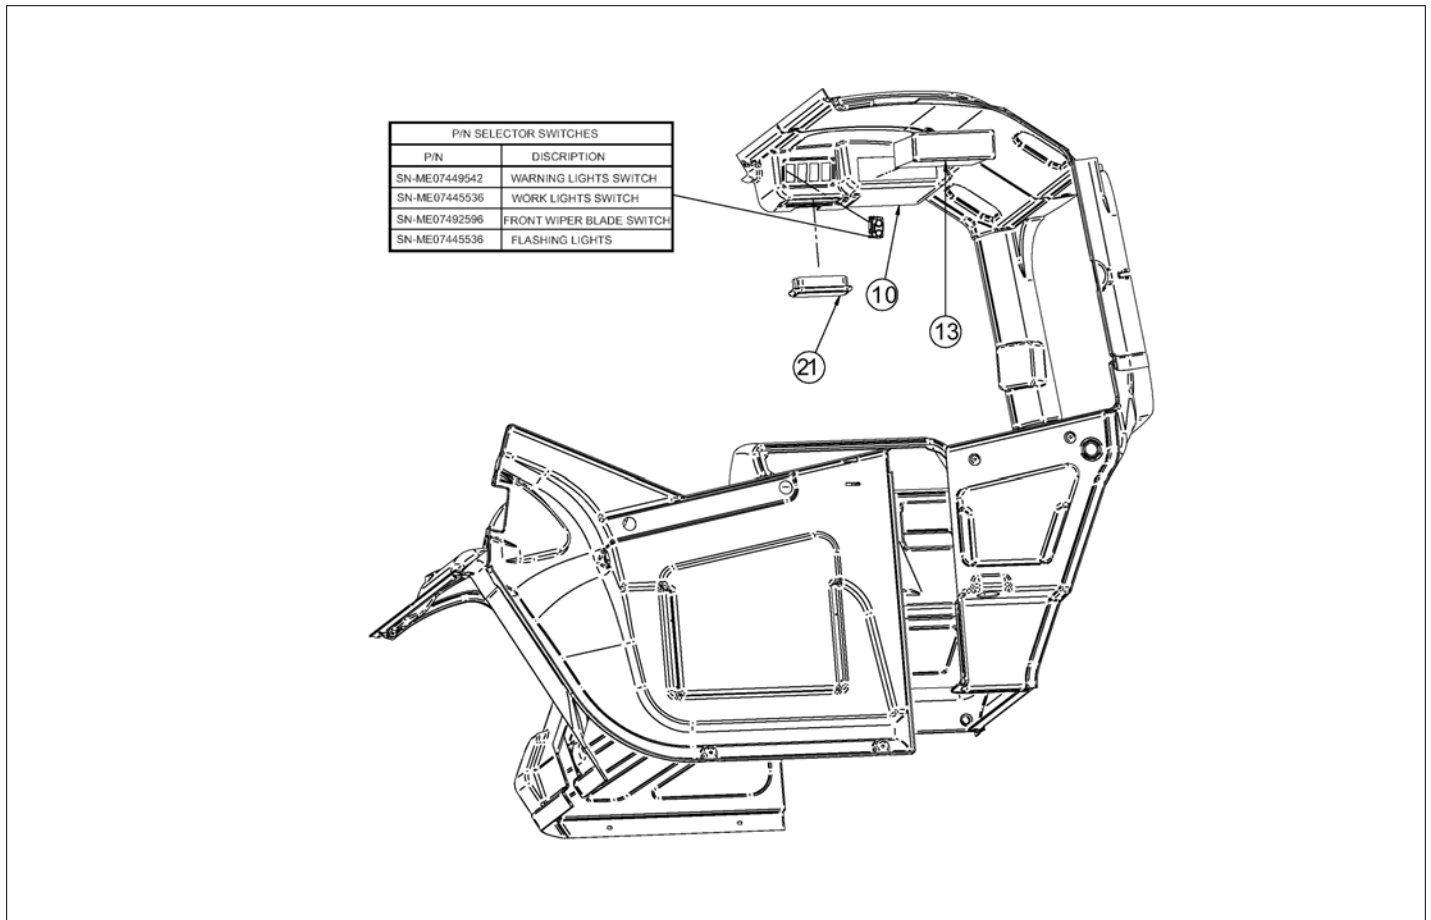 P/N SELECTOR SWITCHES
P/N DISCRIPTION
SN-ME07449542 WARNING LIGHTS SWITCH
SN-ME07445536 WORK LIGHTS SWITCH
SN-ME07492596 FRONT WIPER BLADE SWITCH
SN-ME07445536 FLASHING LIGHTS
10
13
21